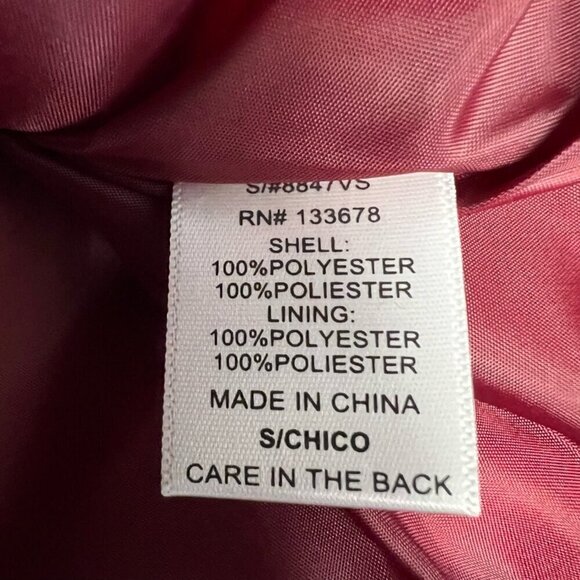 S/#8847VS
RN# 133678
SHELL:
100%POLYESTER
100%POLIESTER
LINING:
100%POLYESTER
100%POLIESTER
MADE IN CHINA
S/CHICO
CARE IN THE BACK